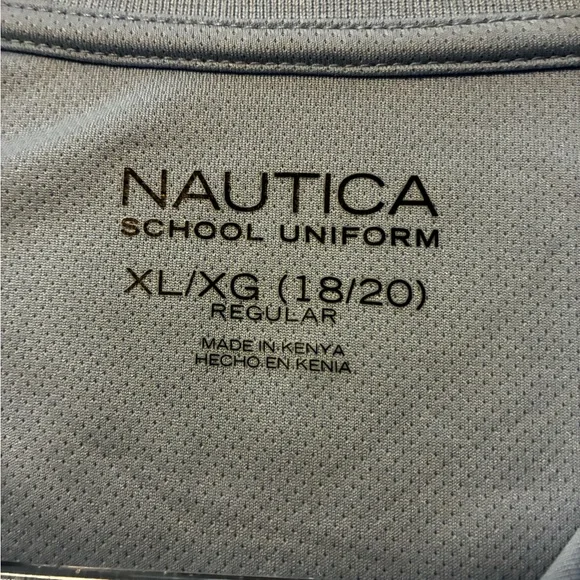 NAUTICA
SCHOOL UNIFORM
XL/XG (18/20)
REGULAR
MADE IN KENYA
HECHO EN KENIA